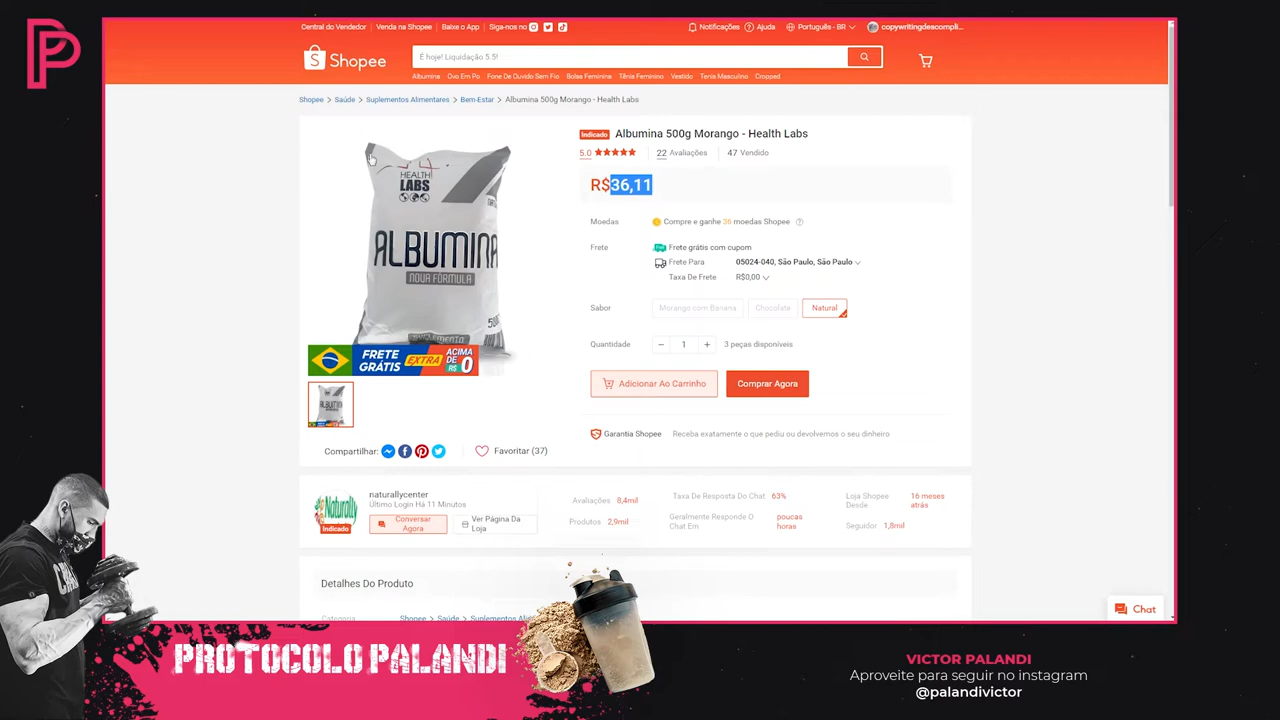 Central do Vendedor Venda na Shopee Baixe o App Siga-nos no
Notificações Ajuda Português - BR copywritingdescompli...
Shopee
É hoje! Liquidação 5.5!
Albumina Ovo Em Po Fone De Ouvido Sem Fio Bolsa Feminina Tênis Feminino Vestido Tenis Masculino Cropped
Shopee > Saúde > Suplementos Alimentares > Bem-Estar > Albumina 500g Morango - Health Labs
Indicado Albumina 500g Morango - Health Labs
5.0 22 Avaliações 47 Vendido
R$36,11
Moedas Compre e ganhe 36 moedas Shopee
Frete Frete grátis com cupom
Frete Para 05024-040, São Paulo, São Paulo
Taxa De Frete R$0,00
Sabor Morango com Banana Chocolate Natural
Quantidade − 1 + 3 peças disponíveis
Adicionar Ao Carrinho Comprar Agora
Garantia Shopee Receba exatamente o que pediu ou devolvemos o seu dinheiro
HEALTH
LABS
ALBUMINA
NOVA FÓRMULA
FRETE
GRÁTIS EXTRA ACIMA
DE
R$ 0
Compartilhar: Favoritar (37)
Naturally
Indicado
naturallycenter
Último Login Há 11 Minutos
Conversar
Agora
Ver Página Da
Loja
Avaliações 8,4mil
Produtos 2,9mil
Taxa De Resposta Do Chat 63%
Geralmente Responde O
Chat Em
poucas
horas
Loja Shopee
Desde
16 meses
atrás
Seguidor 1,8mil
Detalhes Do Produto
Categoria Shopee > Saúde > Suplementos
Chat
PROTOCOLO PALANDI
VICTOR PALANDI
Aproveite para seguir no instagram
@palandivictor